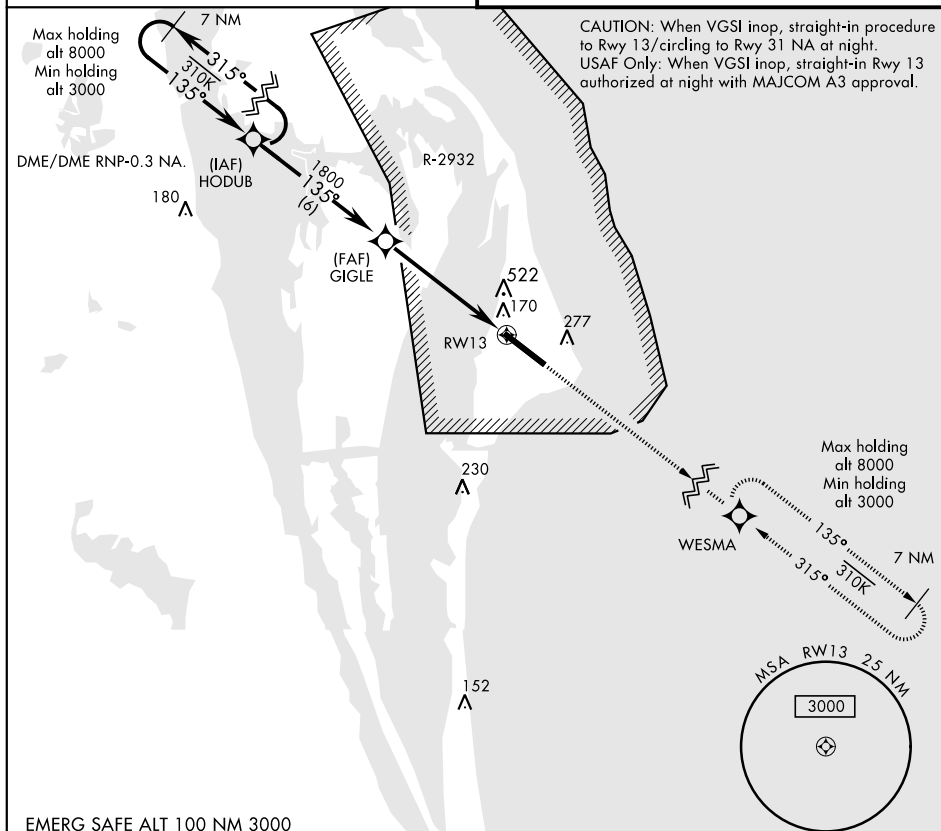 7 NM
Max holding
alt 8000
Min holding
alt 3000
315°
310K
135°
CAUTION: When VGSI inop, straight-in procedure
to Rwy 13/circling to Rwy 31 NA at night.
USAF Only: When VGSI inop, straight-in Rwy 13
authorized at night with MAJCOM A3 approval.
DME/DME RNP-0.3 NA.
(IAF)
HODUB
1800
135°
(6)
R-2932
180
(FAF)
GIGLE
522
170
277
RW13
230
Max holding
alt 8000
Min holding
alt 3000
WESMA
135°
7 NM
310K
315°
152
MSA RW13 25 NM
3000
EMERG SAFE ALT 100 NM 3000